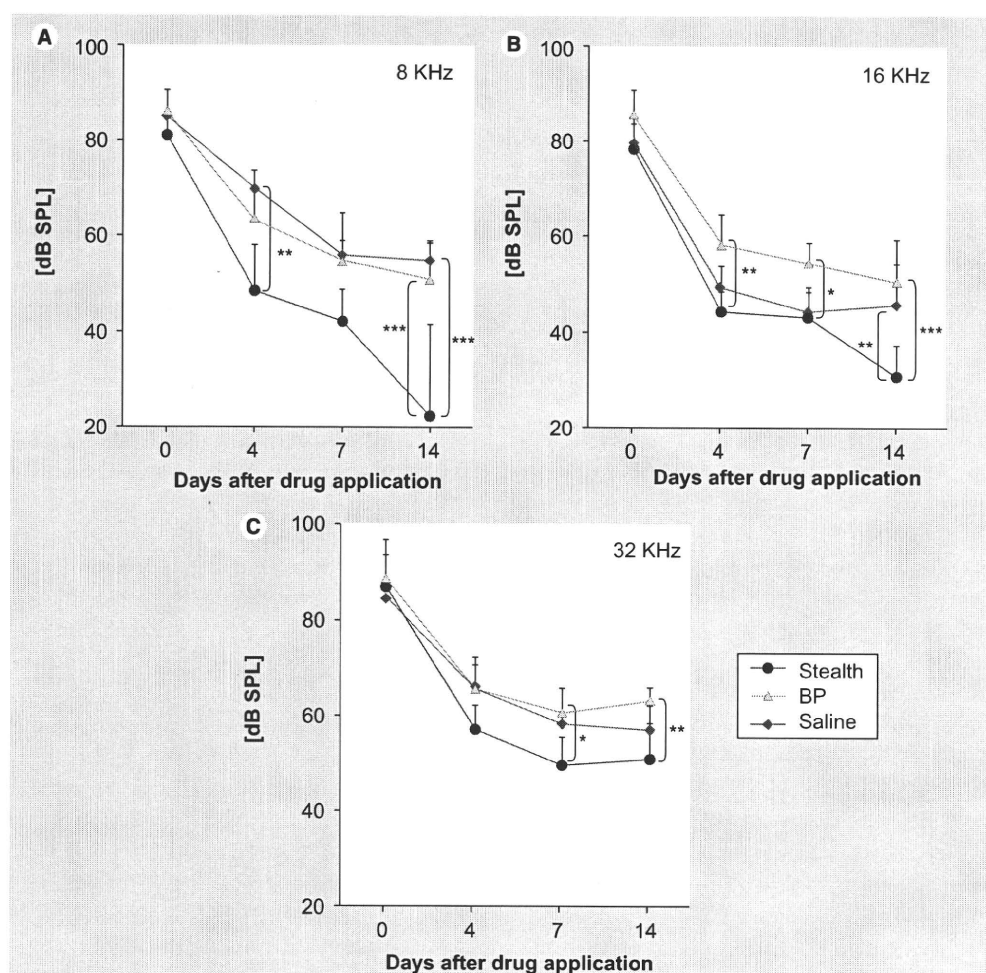 A
8 KHz
100
80
60
40
20
[dB SPL]
**
***
***
0 4 7 14
Days after drug application
B
16 KHz
100
80
60
40
20
[dB SPL]
**
*
**
***
0 4 7 14
Days after drug application
C
32 KHz
100
80
60
40
20
[dB SPL]
*
**
0 4 7 14
Days after drug application
Stealth
BP
Saline